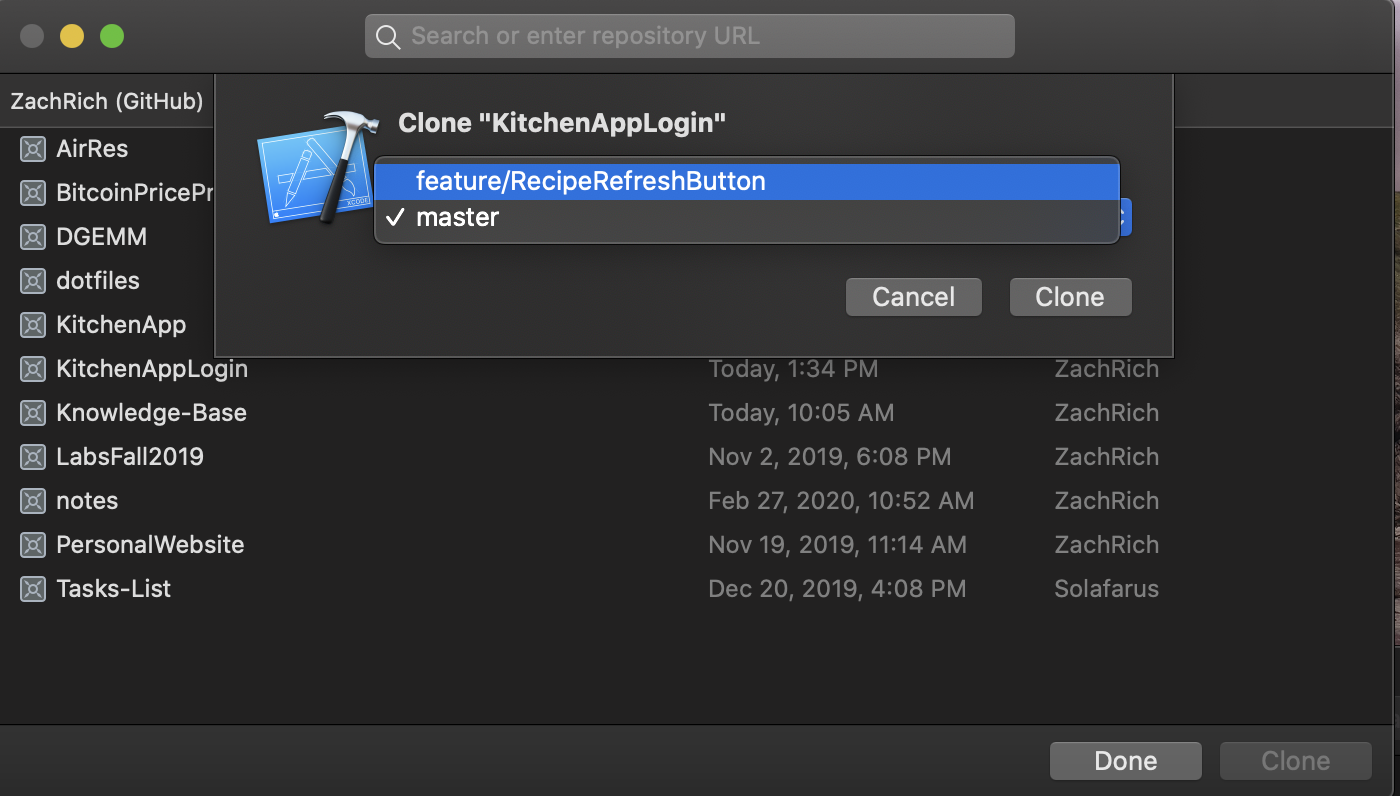 Search or enter repository URL
ZachRich (GitHub)
Clone "KitchenAppLogin"
feature/RecipeRefreshButton
✓ master
Cancel Clone
AirRes
BitcoinPricePr
DGEMM
dotfiles
KitchenApp
KitchenAppLogin Today, 1:34 PM ZachRich
Knowledge-Base Today, 10:05 AM ZachRich
LabsFall2019 Nov 2, 2019, 6:08 PM ZachRich
notes Feb 27, 2020, 10:52 AM ZachRich
PersonalWebsite Nov 19, 2019, 11:14 AM ZachRich
Tasks-List Dec 20, 2019, 4:08 PM Solafarus
Done Clone